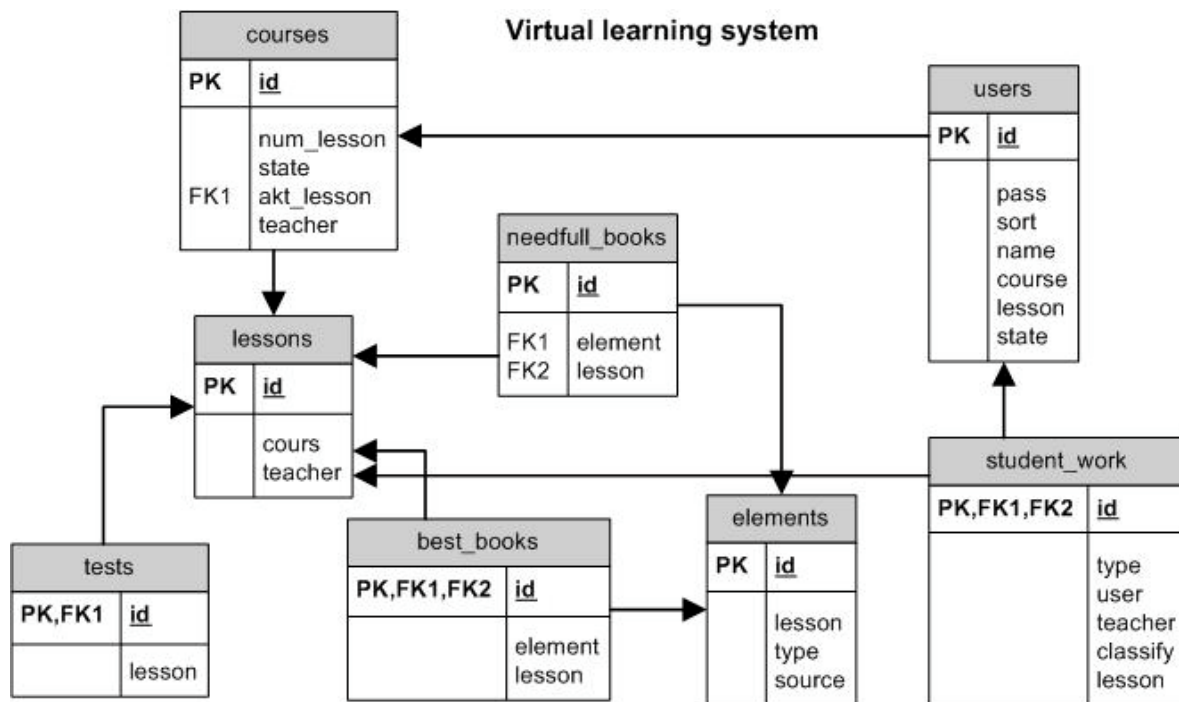 Virtual learning system
courses
PK id
num_lesson
state
FK1 akt_lesson
teacher
users
PK id
pass
sort
name
course
lesson
state
needfull_books
PK id
FK1 element
FK2 lesson
lessons
PK id
cours
teacher
student_work
PK,FK1,FK2 id
type
user
teacher
classify
lesson
elements
PK id
lesson
type
source
best_books
PK,FK1,FK2 id
element
lesson
tests
PK,FK1 id
lesson